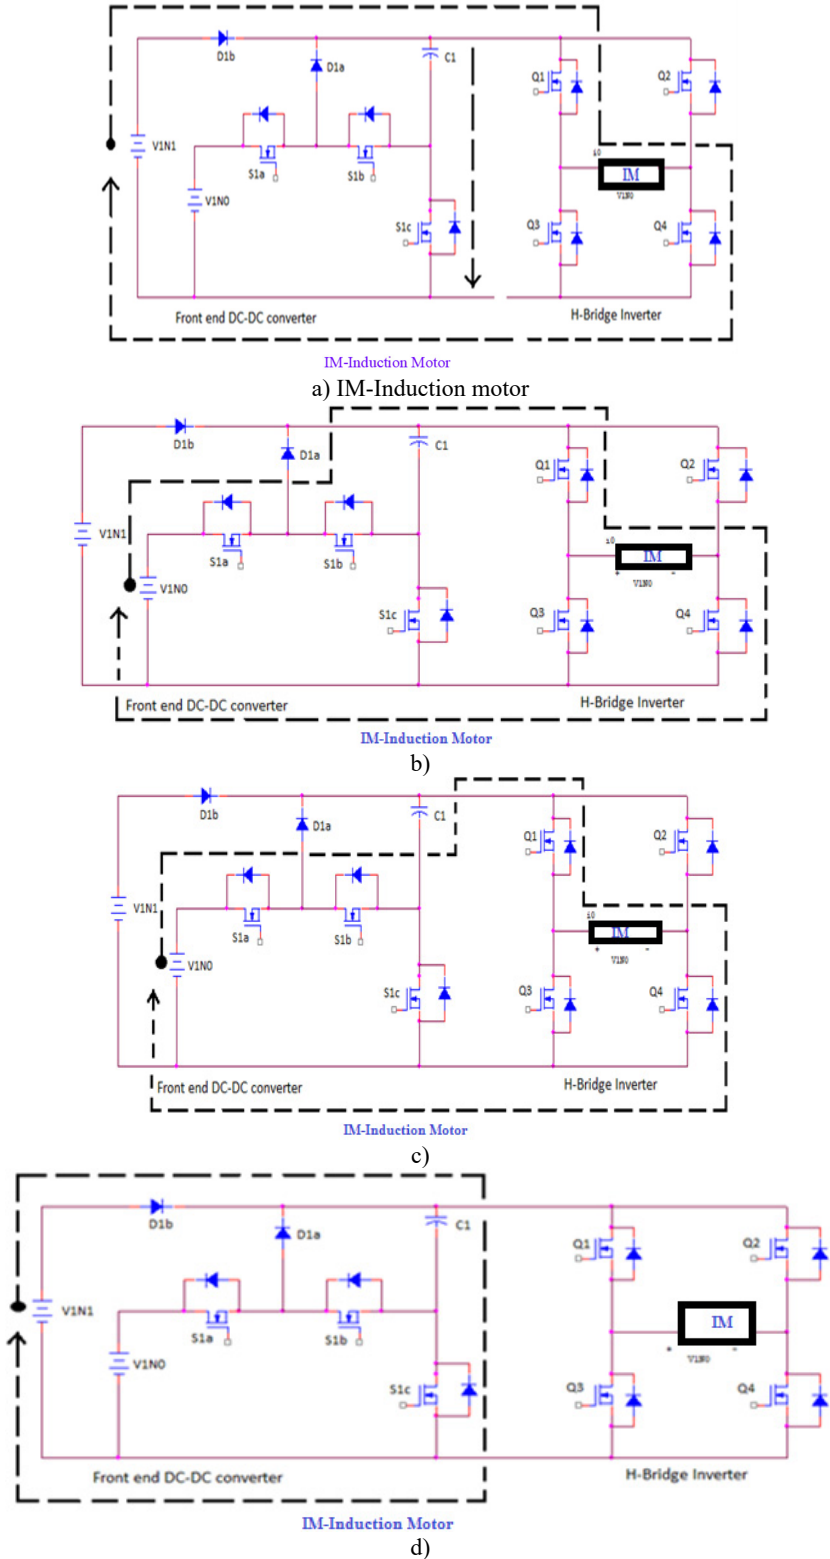 D1b
D1a
C1
Q1
Q2
V1N1
i0
IM
S1a
S1b
V1N0
V1N0
S1c
Q3
Q4
Front end DC-DC converter
H-Bridge Inverter
IM-Induction Motor
a) IM-Induction motor
D1b
D1a
C1
Q1
Q2
V1N1
i0
IM
S1a
S1b
+ -
V1N0
V1N0
S1c
Q3
Q4
Front end DC-DC converter
H-Bridge Inverter
IM-Induction Motor
b)
D1b
D1a
C1
Q1
Q2
V1N1
i0
IM
S1a
S1b
+ -
V1N0
V1N0
S1c
Q3
Q4
Front end DC-DC converter
H-Bridge Inverter
IM-Induction Motor
c)
D1b
D1a
C1
Q1
Q2
V1N1
IM
S1a
S1b
+ -
V1N0
V1N0
S1c
Q3
Q4
Front end DC-DC converter
H-Bridge Inverter
IM-Induction Motor
d)